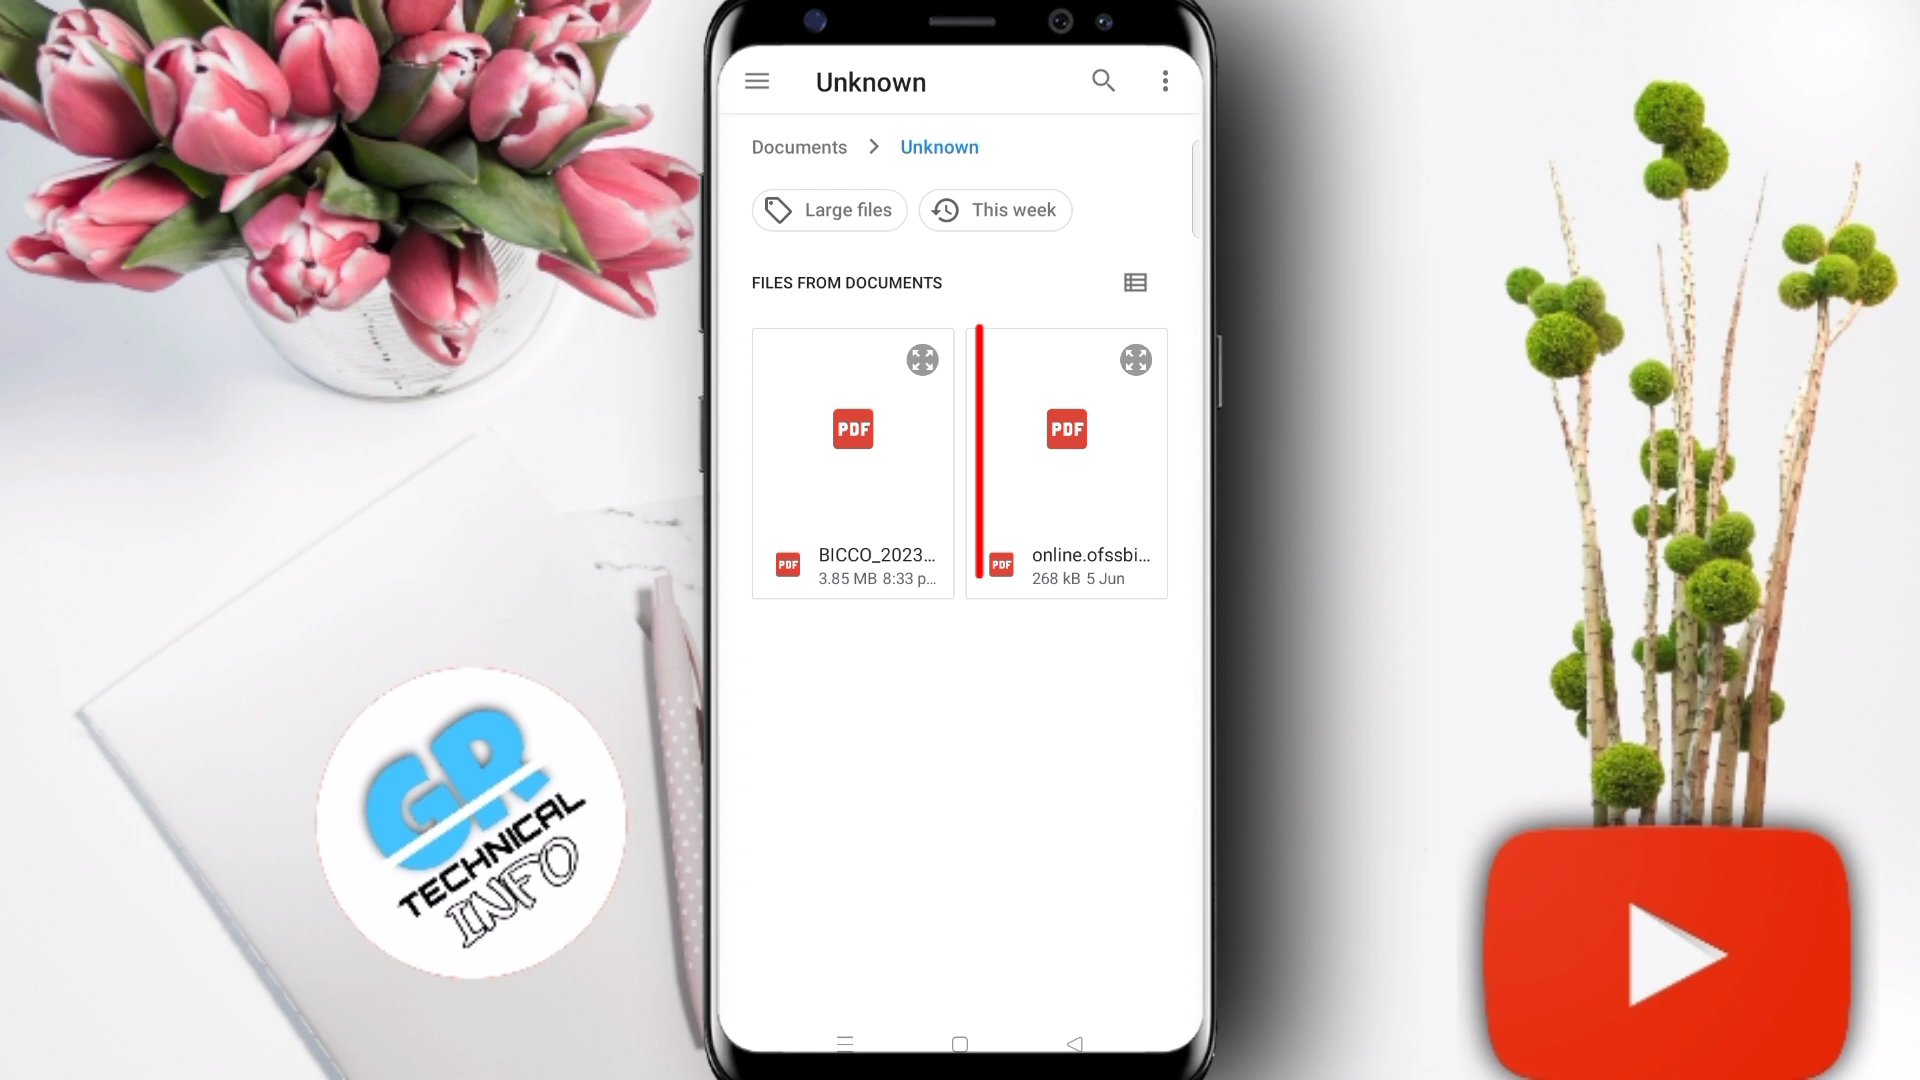 Unknown
Documents > Unknown
Large files
This week
FILES FROM DOCUMENTS
PDF
PDF
PDF
BICCO_2023...
3.85 MB 8:33 p...
PDF
online.ofssbi...
268 kB 5 Jun
GR
TECHNICAL
INFO